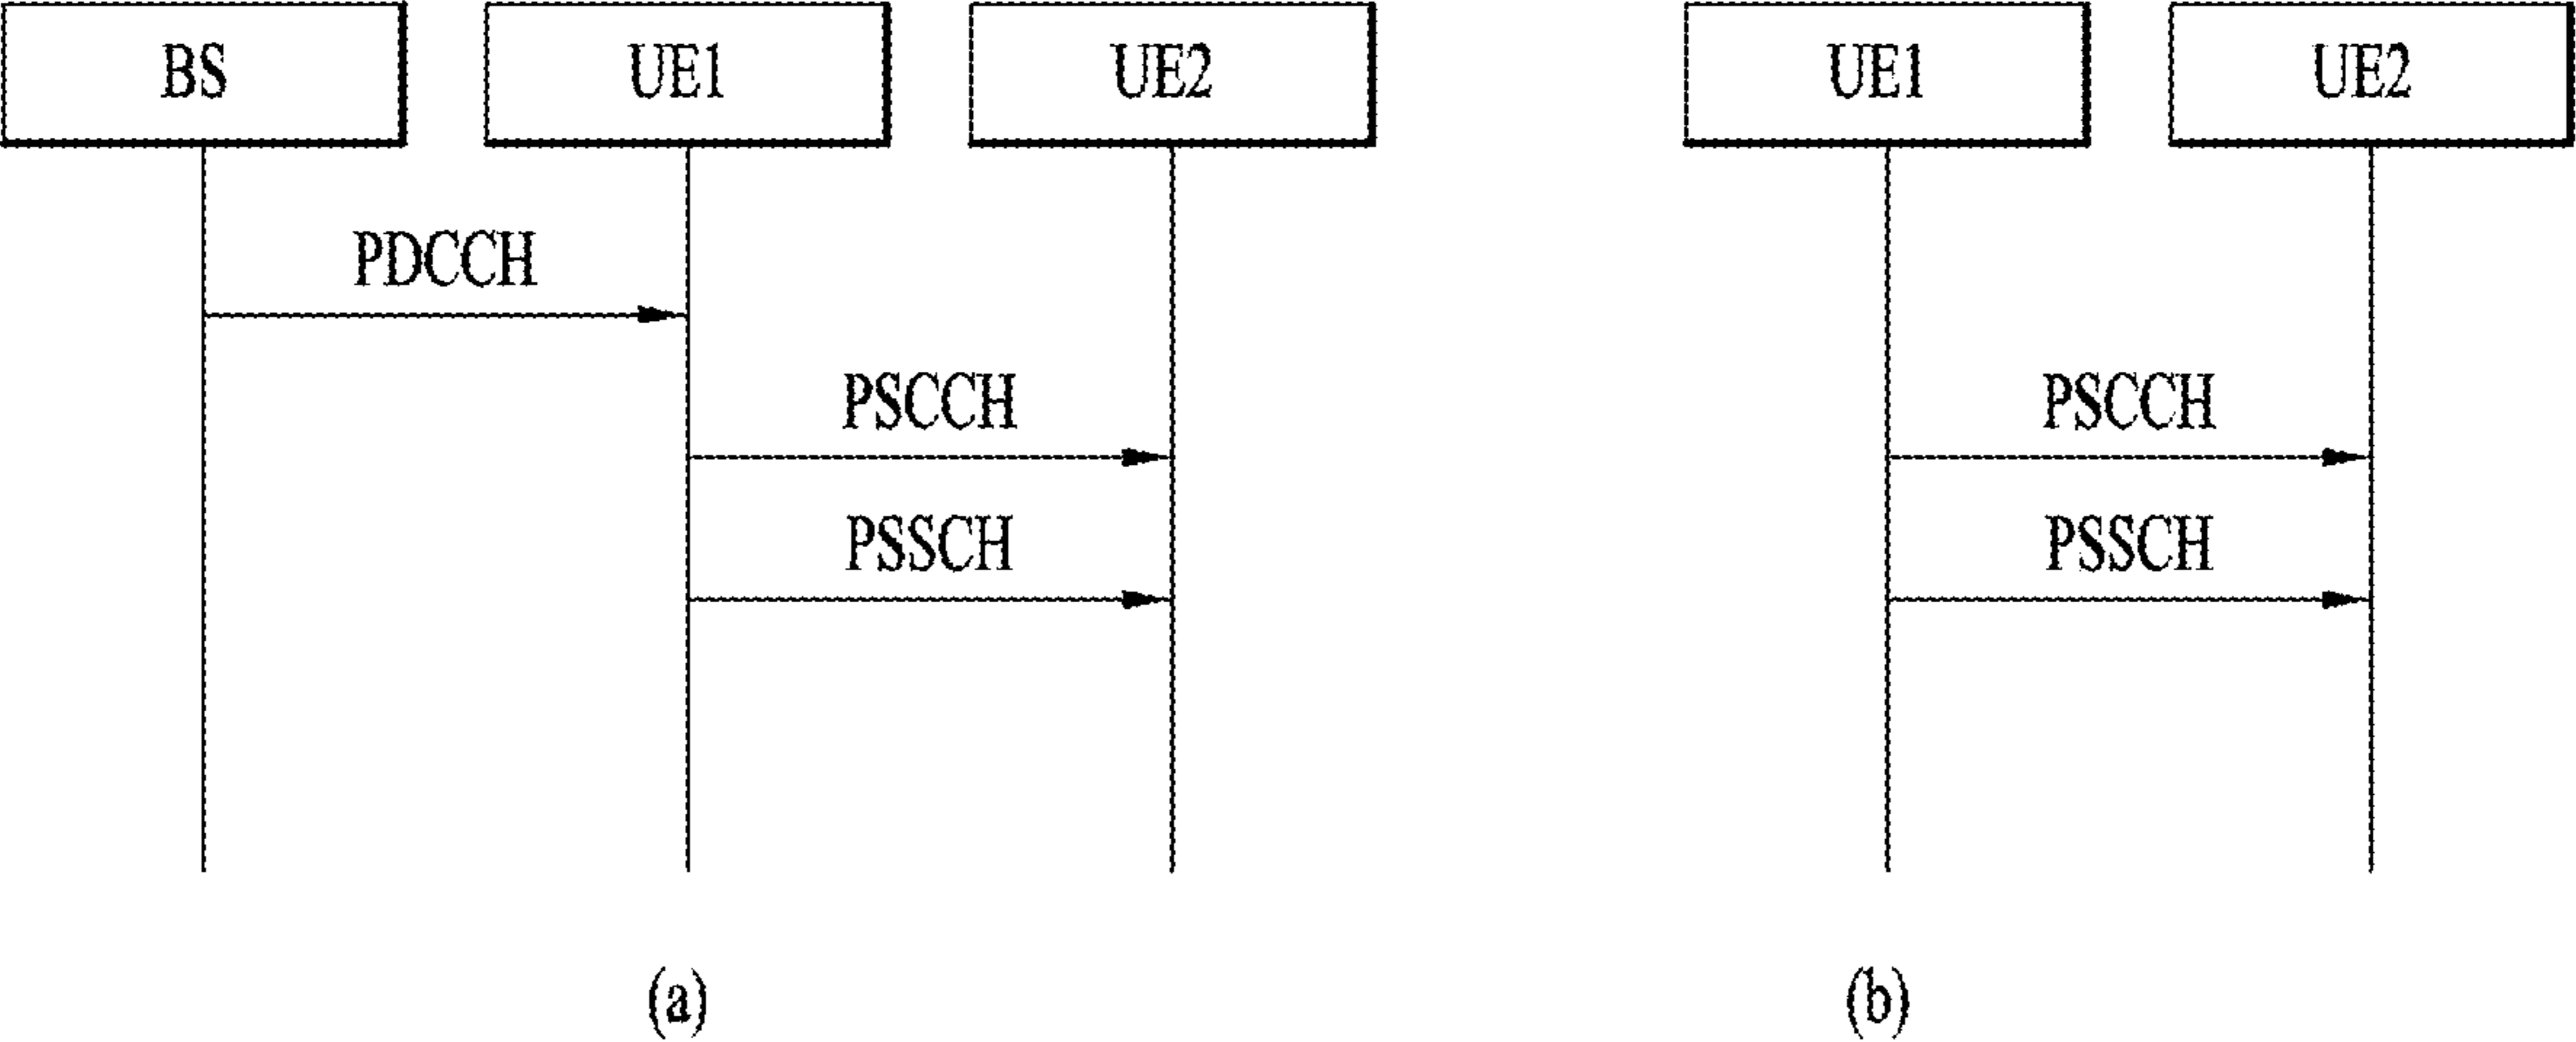 BS UE1 UE2 UE1 UE2
PDCCH
PSCCH PSCCH
PSSCH PSSCH
(a) (b)